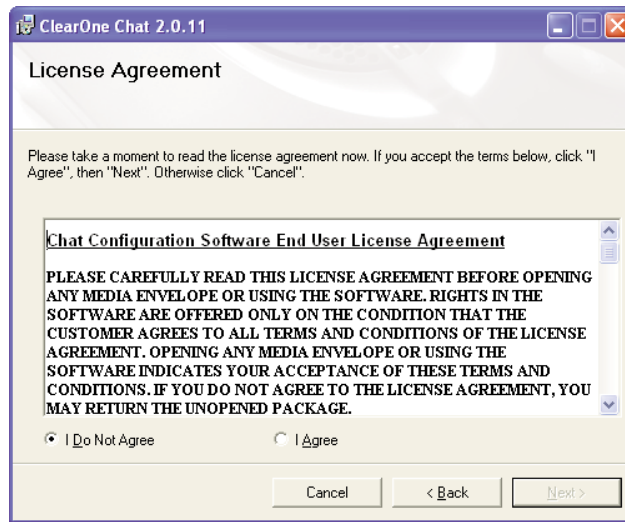 ClearOne Chat 2.0.11
License Agreement
Please take a moment to read the license agreement now. If you accept the terms below, click "I
Agree", then "Next". Otherwise click "Cancel".
Chat Configuration Software End User License Agreement
PLEASE CAREFULLY READ THIS LICENSE AGREEMENT BEFORE OPENING
ANY MEDIA ENVELOPE OR USING THE SOFTWARE. RIGHTS IN THE
SOFTWARE ARE OFFERED ONLY ON THE CONDITION THAT THE
CUSTOMER AGREES TO ALL TERMS AND CONDITIONS OF THE LICENSE
AGREEMENT. OPENING ANY MEDIA ENVELOPE OR USING THE
SOFTWARE INDICATES YOUR ACCEPTANCE OF THESE TERMS AND
CONDITIONS. IF YOU DO NOT AGREE TO THE LICENSE AGREEMENT, YOU
MAY RETURN THE UNOPENED PACKAGE.
I Do Not Agree
I Agree
Cancel
< Back
Next >